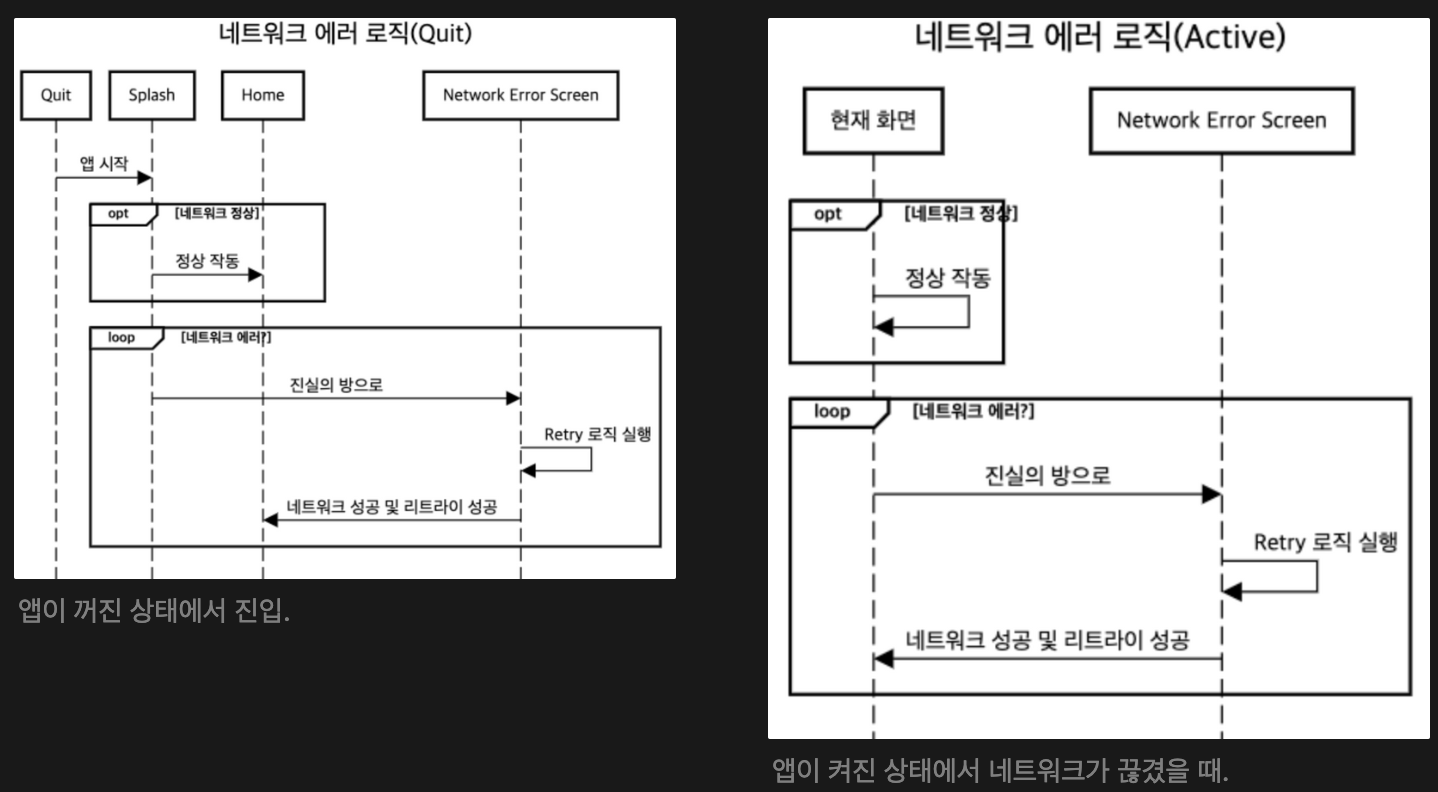 네트워크 에러 로직(Quit)
Quit
Splash
Home
Network Error Screen
앱 시작
opt
[네트워크 정상]
정상 작동
loop
[네트워크 에러?]
진실의 방으로
Retry 로직 실행
네트워크 성공 및 리트라이 성공
앱이 꺼진 상태에서 진입.
네트워크 에러 로직(Active)
현재 화면
Network Error Screen
opt
[네트워크 정상]
정상 작동
loop
[네트워크 에러?]
진실의 방으로
Retry 로직 실행
네트워크 성공 및 리트라이 성공
앱이 켜진 상태에서 네트워크가 끊겼을 때.